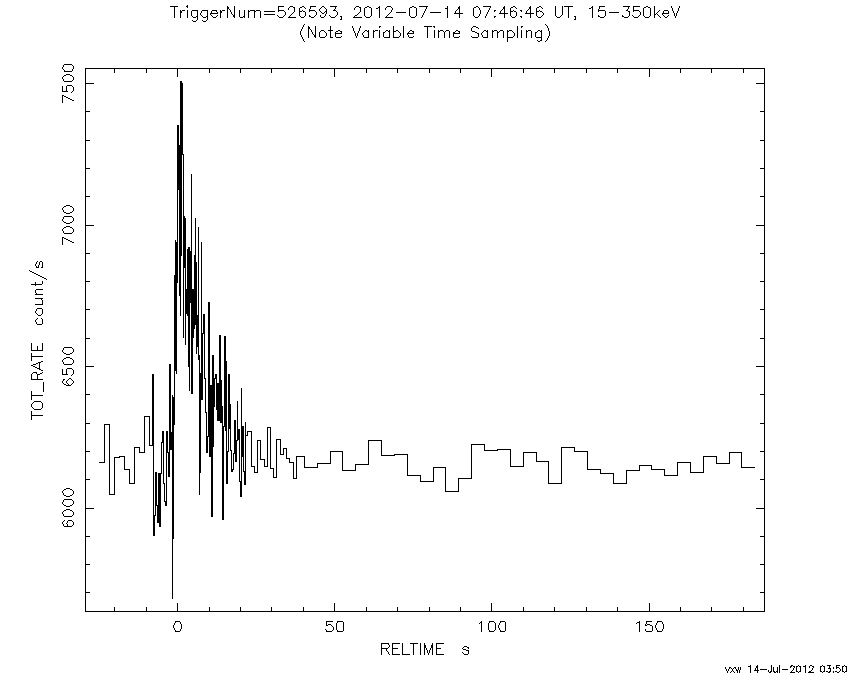 TriggerNum=526593, 2012-07-14 07:46:46 UT, 15-350keV
(Note Variable Time Sampling)
TOT_RATE count/s
7500
7000
6500
6000
0 50 100 150
RELTIME s
vxw 14-Jul-2012 03:50